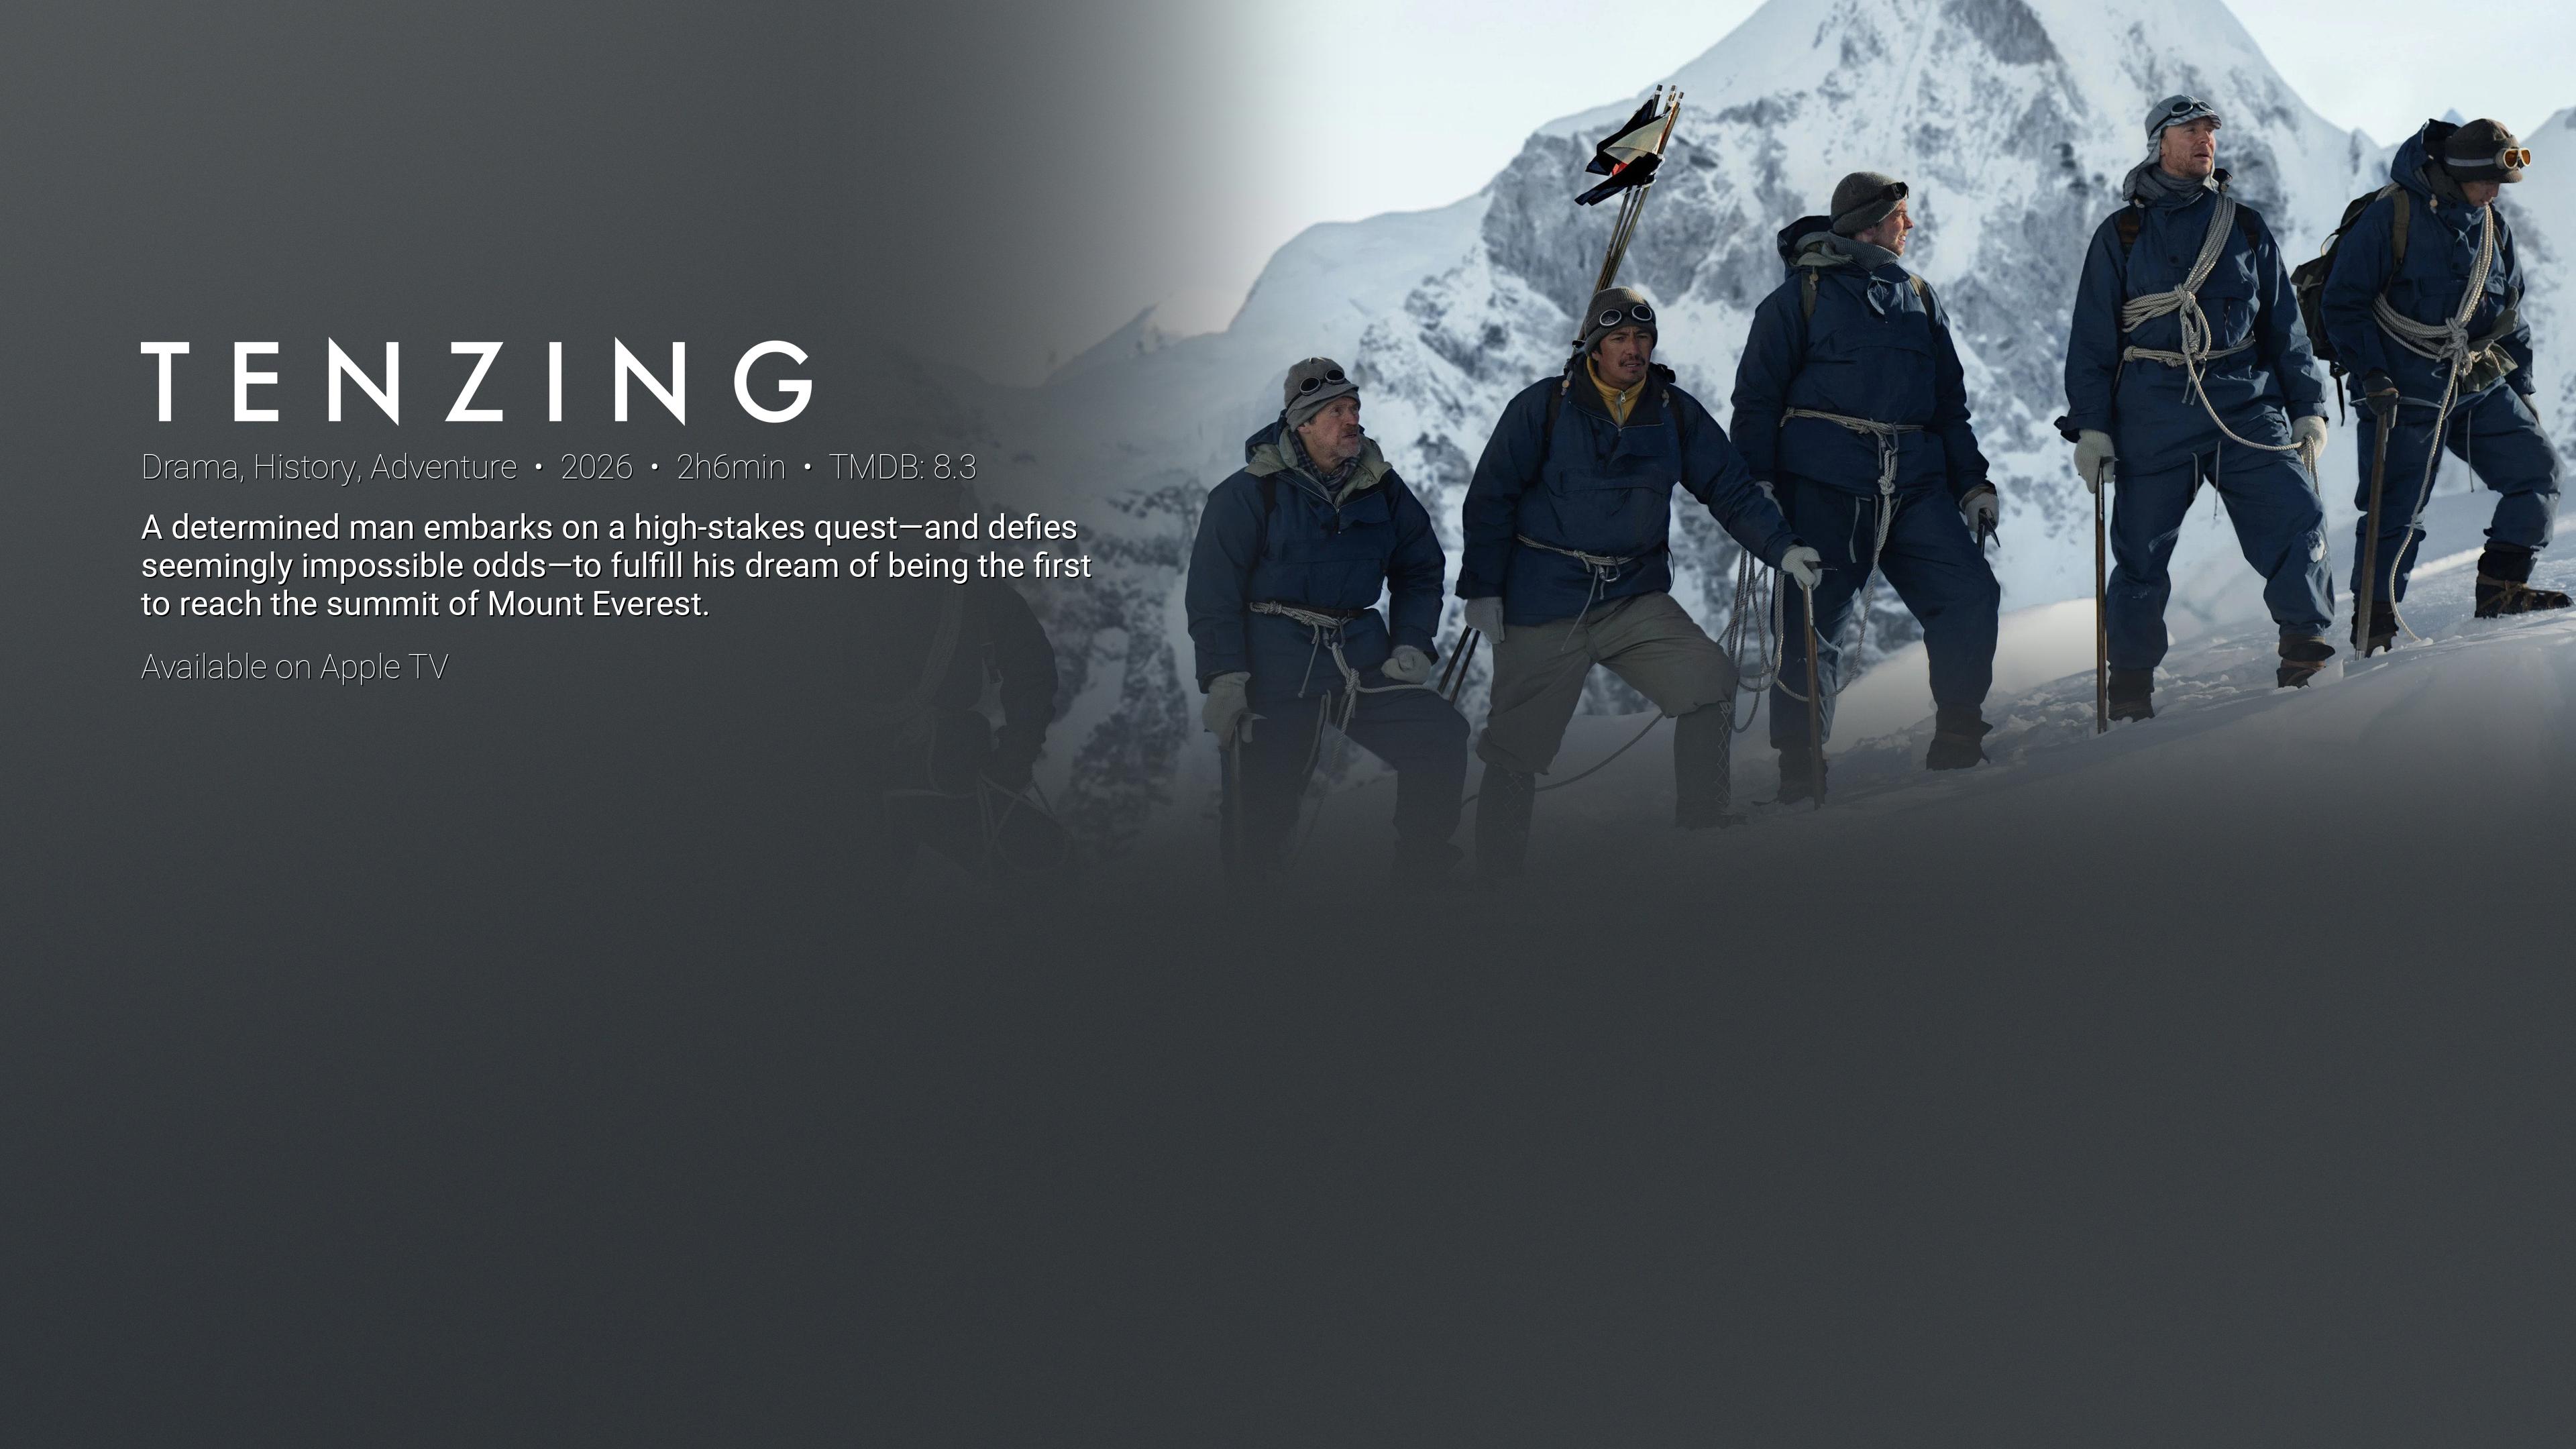 TENZING
Drama, History, Adventure • 2026 • 2h6min • TMDB: 8.3
A determined man embarks on a high-stakes quest—and defies
seemingly impossible odds—to fulfill his dream of being the first
to reach the summit of Mount Everest.
Available on Apple TV